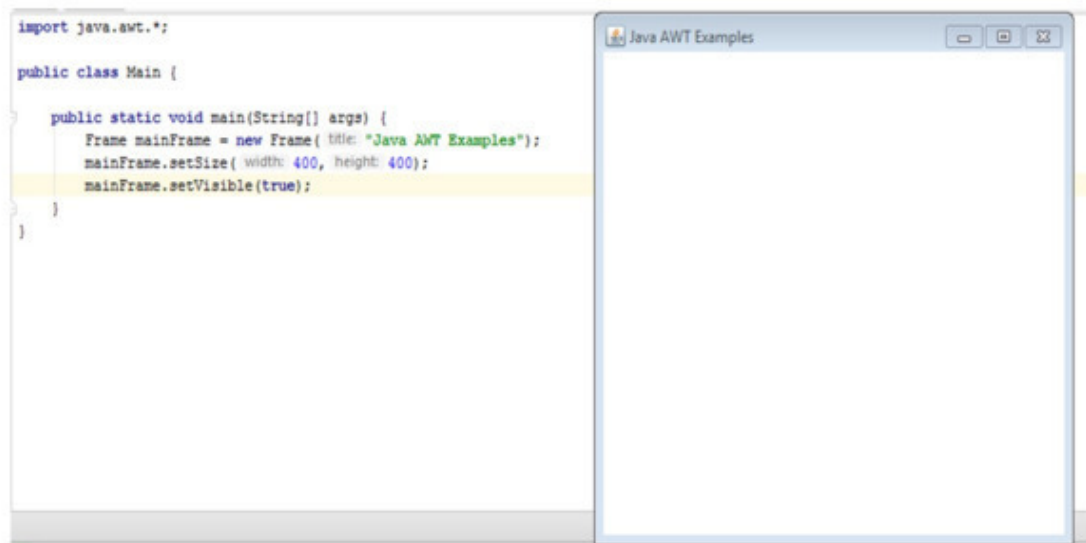 import java.awt.*;
public class Main {
public static void main(String[] args) {
Frame mainFrame = new Frame( title: "Java AWT Examples");
mainFrame.setSize( width: 400, height: 400);
mainFrame.setVisible(true);
}
}
Java AWT Examples